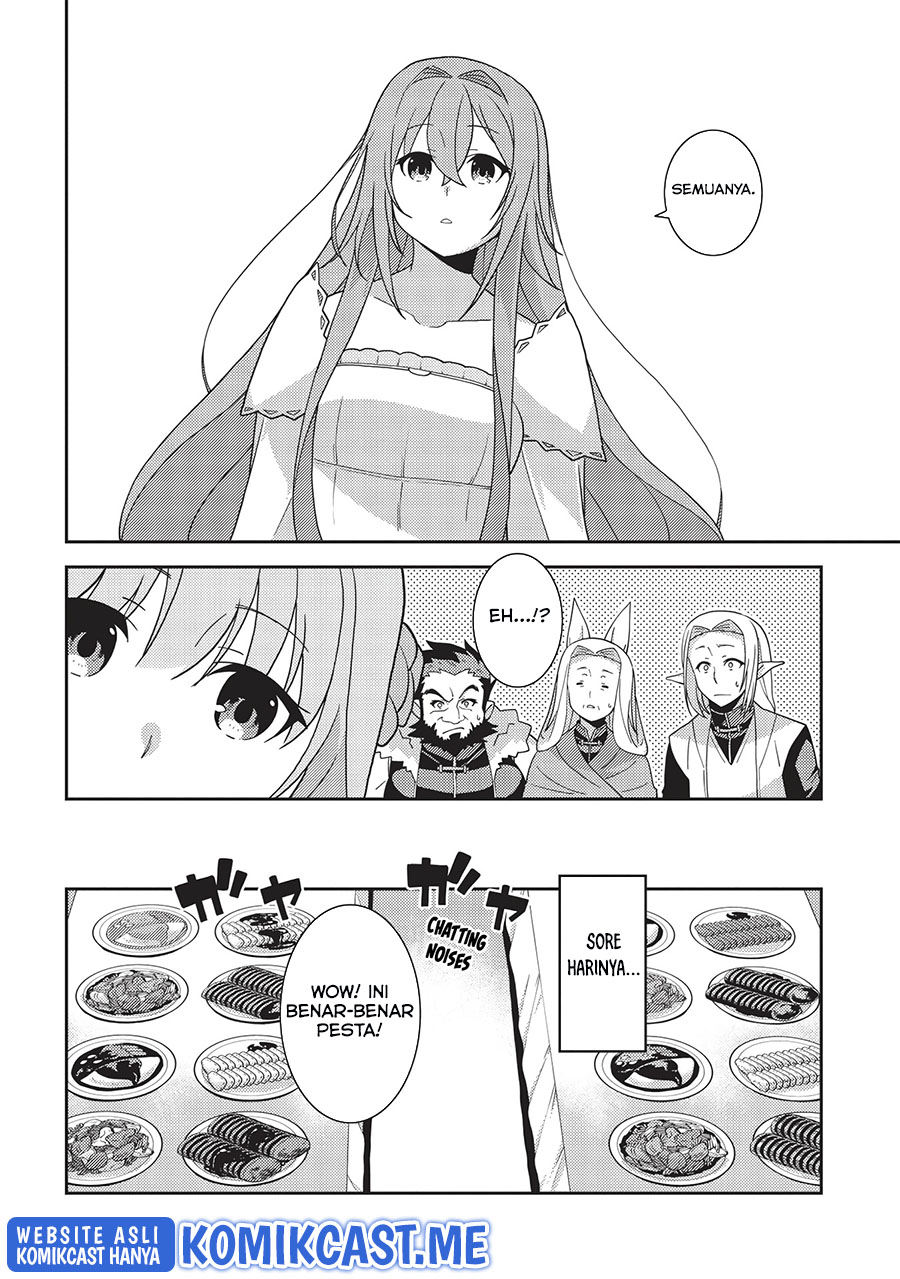 SEMUANYA.
EH...!?
ガヤ
ガヤ
CHATTING
NOISES
SORE
HARINYA...
WOW! INI
BENAR-BENAR
PESTA!
WEBSITE ASLI
KOMIKCAST HANYA
KOMIKCAST.ME